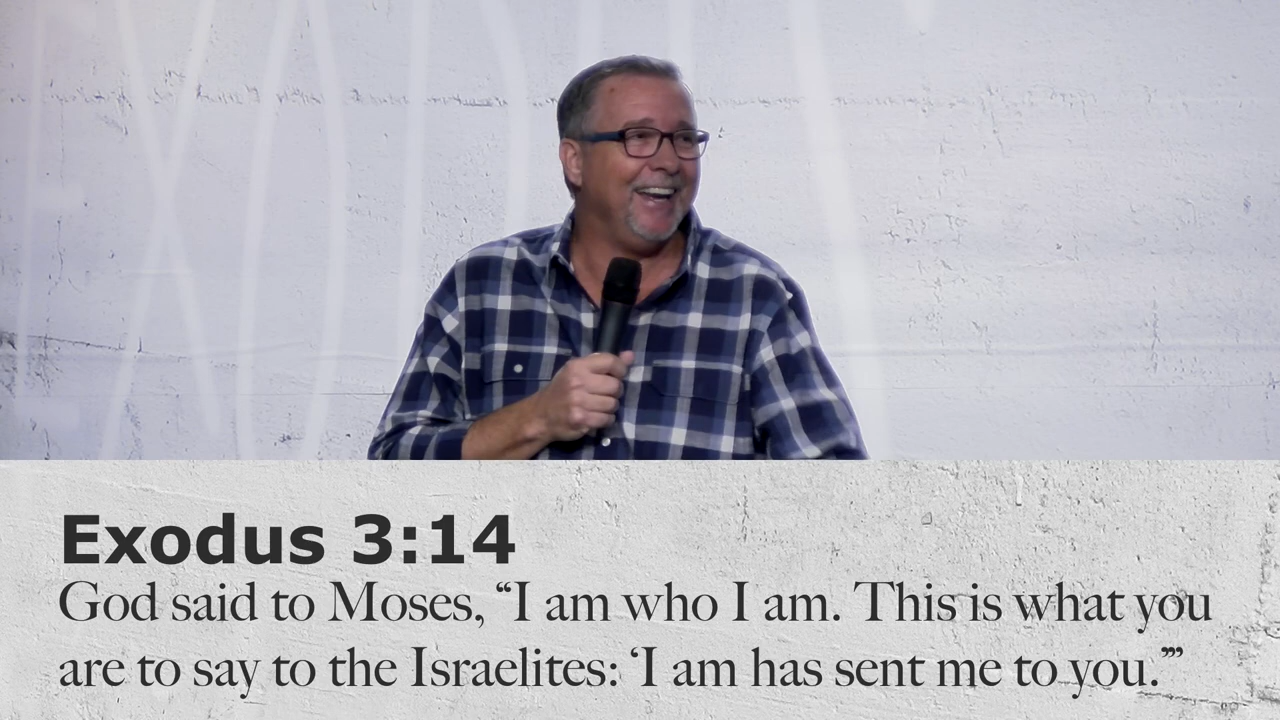 EXODUS
Exodus 3:14
God said to Moses, “I am who I am. This is what you
are to say to the Israelites: ‘I am has sent me to you.’”